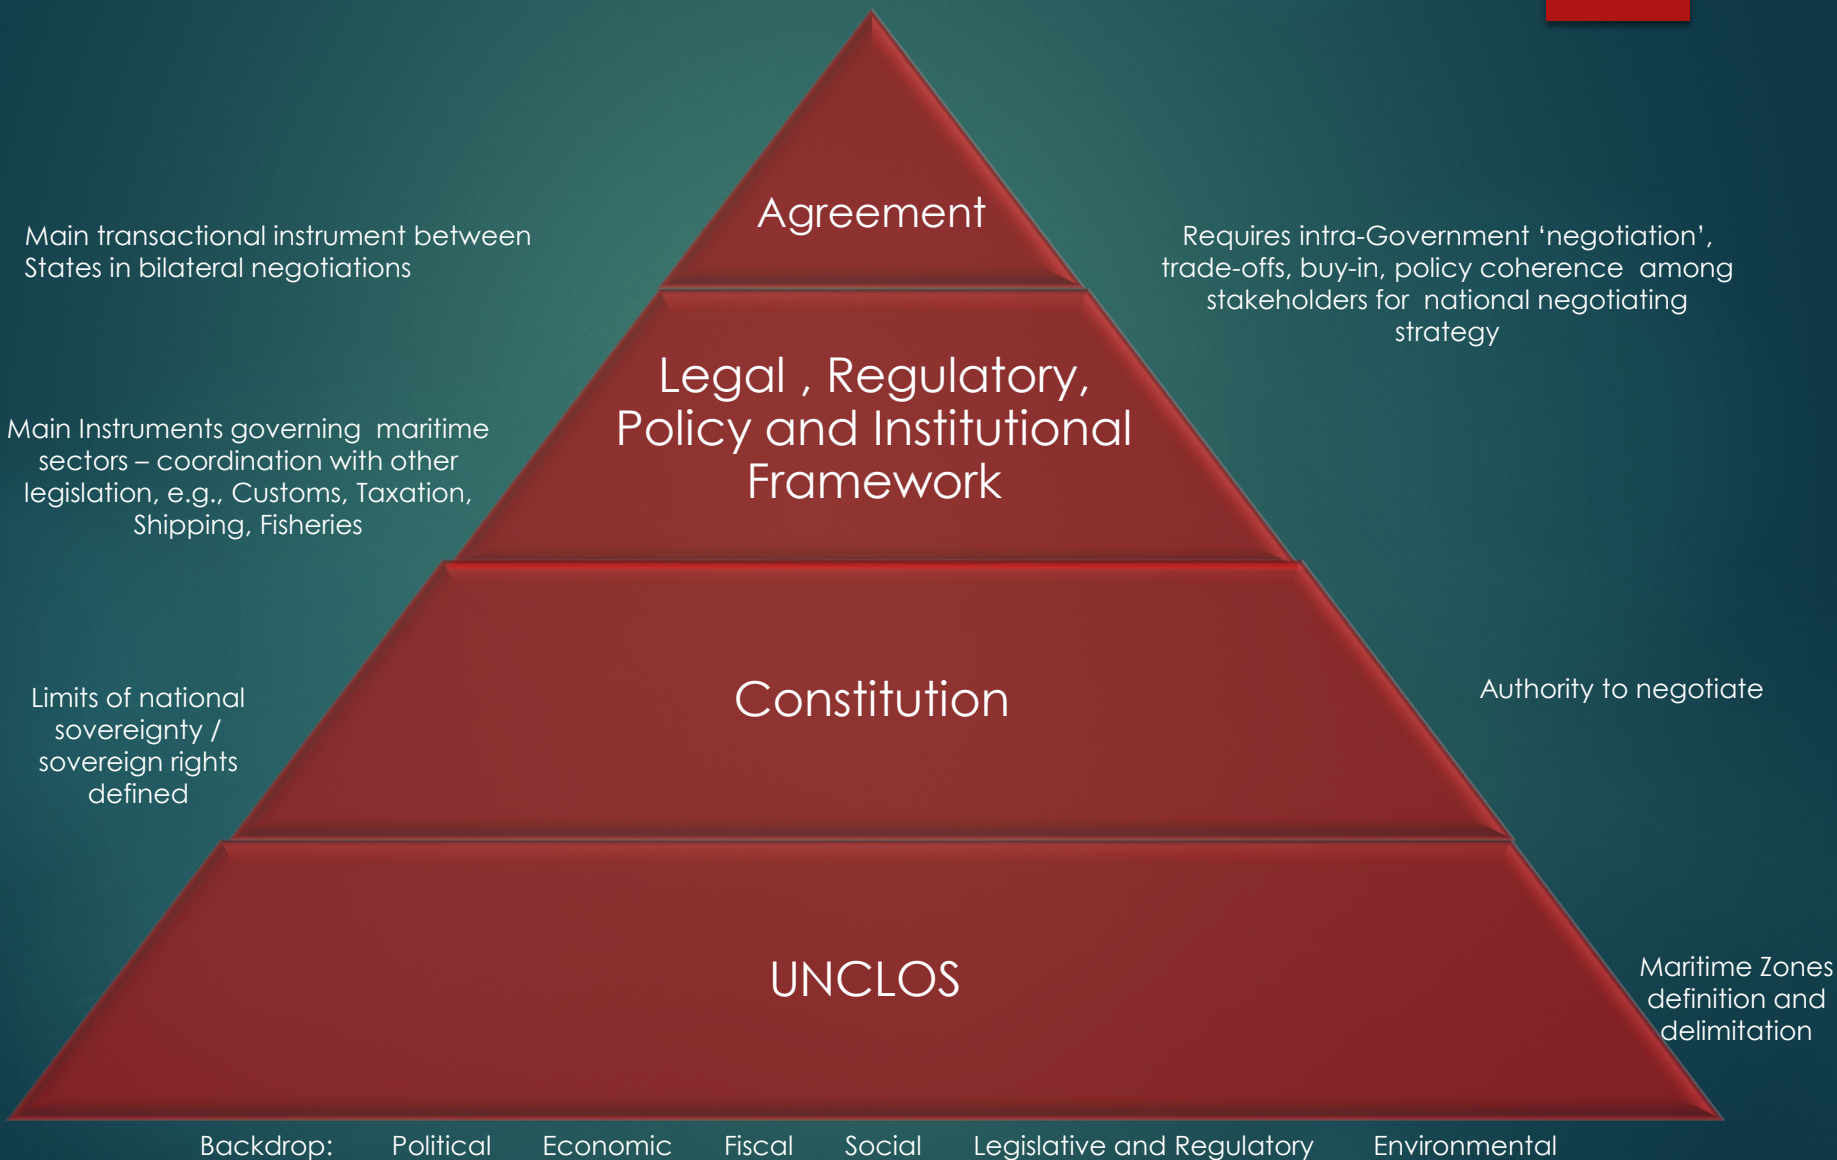 Agreement
Main transactional instrument between
States in bilateral negotiations
Requires intra-Government ‘negotiation’,
trade-offs, buy-in, policy coherence  among
stakeholders for  national negotiating
strategy
Legal , Regulatory,
Policy and Institutional
Framework
Main Instruments governing  maritime
sectors – coordination with other
legislation, e.g., Customs, Taxation,
Shipping, Fisheries
Constitution
Limits of national
sovereignty /
sovereign rights
defined
Authority to negotiate
UNCLOS
Maritime Zones
definition and
delimitation
Backdrop: Political Economic Fiscal Social Legislative and Regulatory Environmental